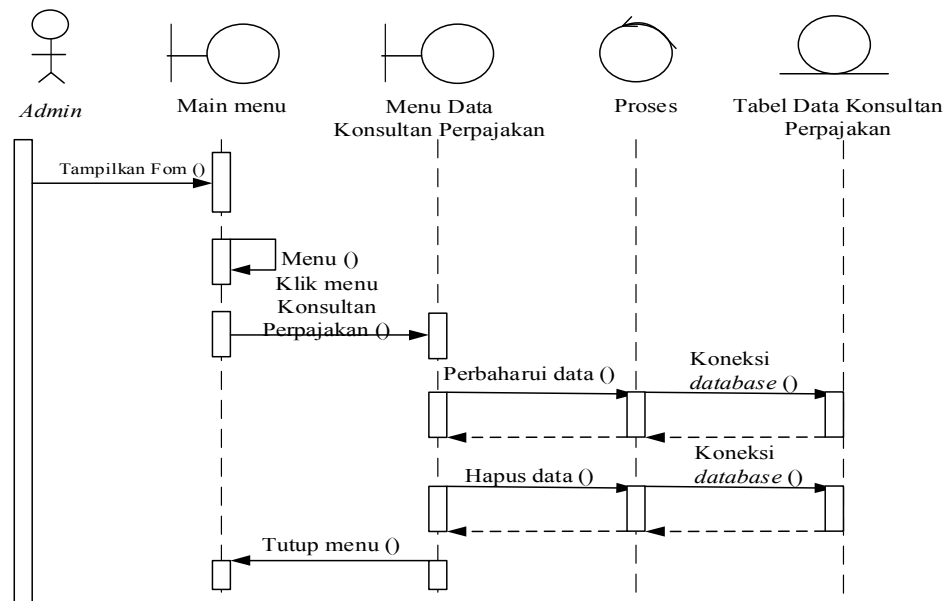 Admin
Main menu
Menu Data
Konsultan Perpajakan
Proses
Tabel Data Konsultan
Perpajakan
Tampilkan Fom ()
Menu ()
Klik menu
Konsultan
Perpajakan ()
Perbaharui data ()
Koneksi
database ()
Hapus data ()
Koneksi
database ()
Tutup menu ()